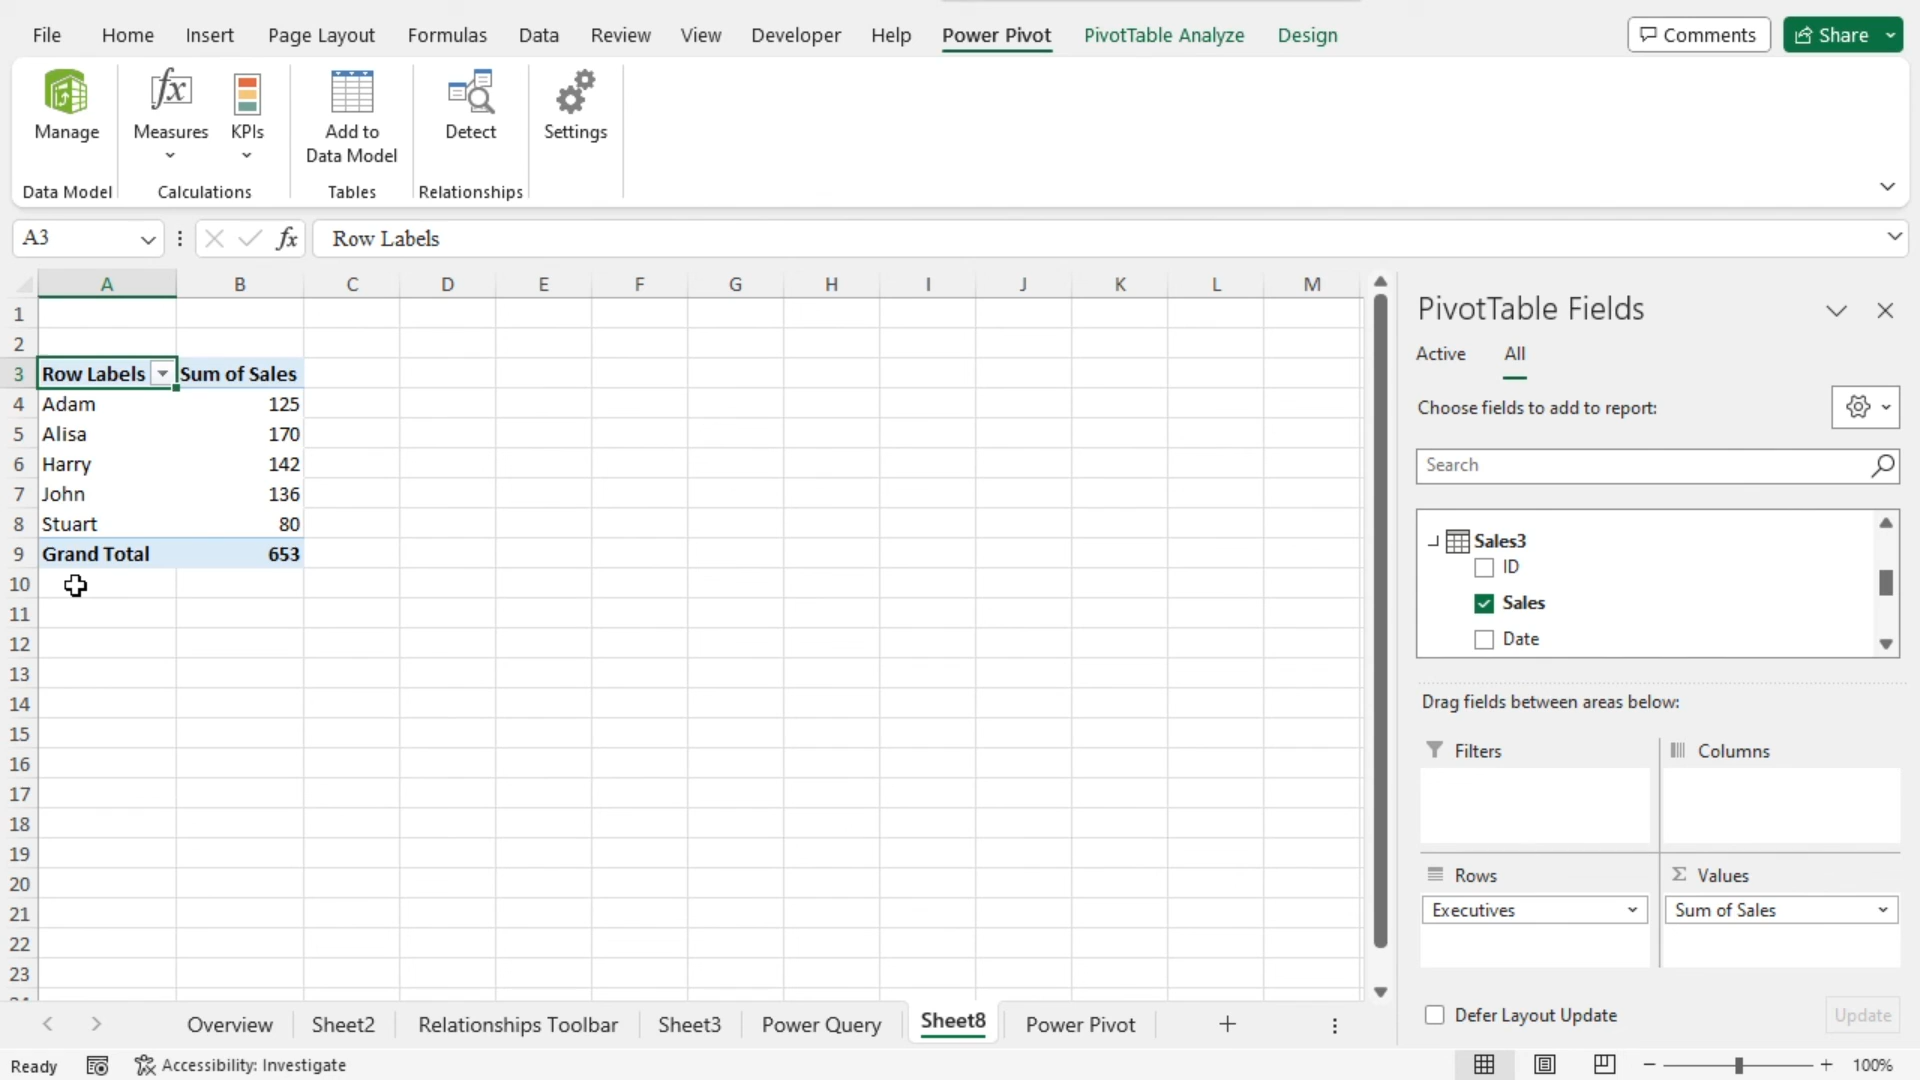 File Home Insert Page Layout Formulas Data Review View Developer Help Power Pivot PivotTable Analyze Design Comments Share
Manage Measures KPIs Add to Data Model Detect Settings
Data Model Calculations Tables Relationships
A3 fx Row Labels
A B C D E F G H I J K L M
1
2
3 Row Labels Sum of Sales
4 Adam 125
5 Alisa 170
6 Harry 142
7 John 136
8 Stuart 80
9 Grand Total 653
10
11
12
13
14
15
16
17
18
19
20
21
22
23
PivotTable Fields
Active All
Choose fields to add to report:
Search
Sales3
ID
Sales
Date
Drag fields between areas below:
Filters Columns
Rows Σ Values
Executives Sum of Sales
Defer Layout Update Update
Overview Sheet2 Relationships Toolbar Sheet3 Power Query Sheet8 Power Pivot
Ready Accessibility: Investigate 100%